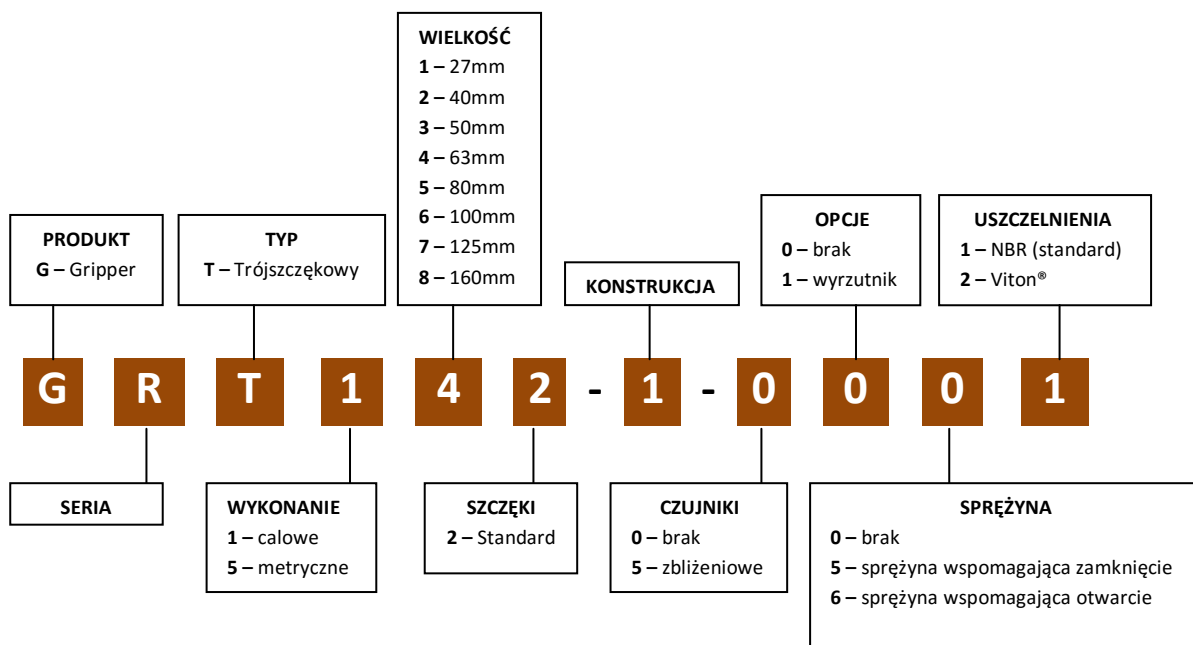 WIELKOŚĆ
1 – 27mm
2 – 40mm
3 – 50mm
4 – 63mm
5 – 80mm
6 – 100mm
7 – 125mm
8 – 160mm
PRODUKT
G – Gripper
TYP
T – Trójszczękowy
KONSTRUKCJA
OPCJE
0 – brak
1 – wyrzutnik
USZCZELNIENIA
1 – NBR (standard)
2 – Viton®
G R T 1 4 2 - 1 - 0 0 0 1
SERIA
WYKONANIE
1 – calowe
5 – metryczne
SZCZĘKI
2 – Standard
CZUJNIKI
0 – brak
5 – zbliżeniowe
SPRĘŻYNA
0 – brak
5 – sprężyna wspomagająca zamknięcie
6 – sprężyna wspomagająca otwarcie